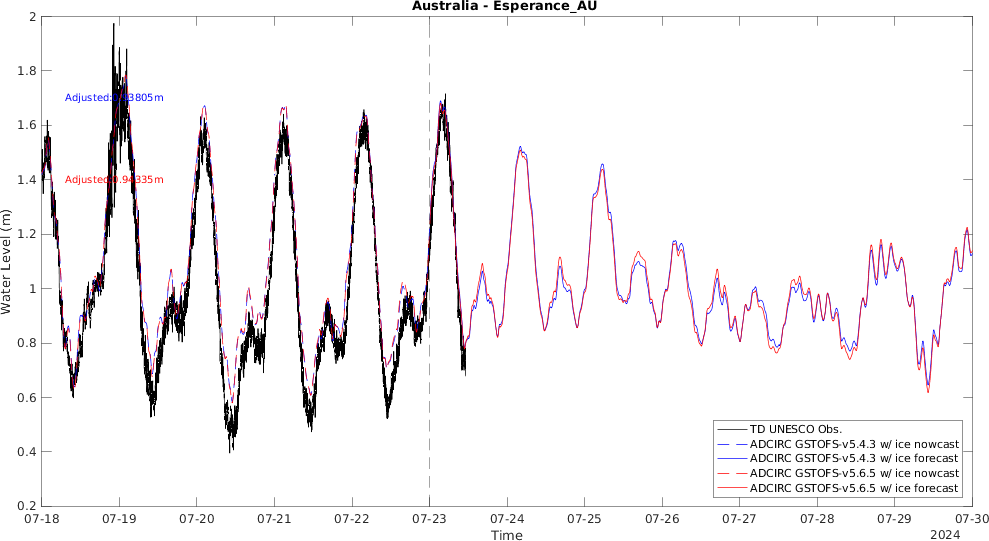 Australia - Esperance_AU
2
1.8
1.6
1.4
1.2
1
0.8
0.6
0.4
0.2
Water Level (m)
Adjusted:
Adjusted:0.94335m
07-18
07-19
07-20
07-21
07-22
07-23
07-24
07-25
07-26
07-27
07-28
07-29
07-30
Time
2024
TD UNESCO Obs.
ADCIRC GSTOFS-v5.4.3 w/ ice nowcast
ADCIRC GSTOFS-v5.4.3 w/ ice forecast
ADCIRC GSTOFS-v5.6.5 w/ ice nowcast
ADCIRC GSTOFS-v5.6.5 w/ ice forecast